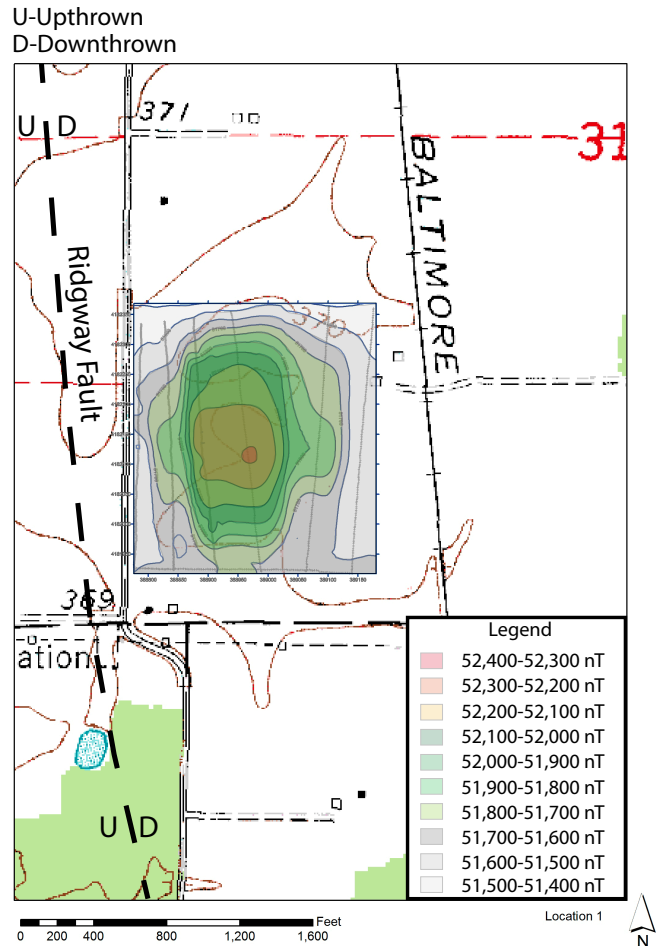 U-Upthrown
D-Downthrown
371
U D
31
BALTIMORE
Ridgway Fault
370
369
ation
U D
Legend
52,400-52,300 nT
52,300-52,200 nT
52,200-52,100 nT
52,100-52,000 nT
52,000-51,900 nT
51,900-51,800 nT
51,800-51,700 nT
51,700-51,600 nT
51,600-51,500 nT
51,500-51,400 nT
Feet
0 200 400 800 1,200 1,600
Location 1
N